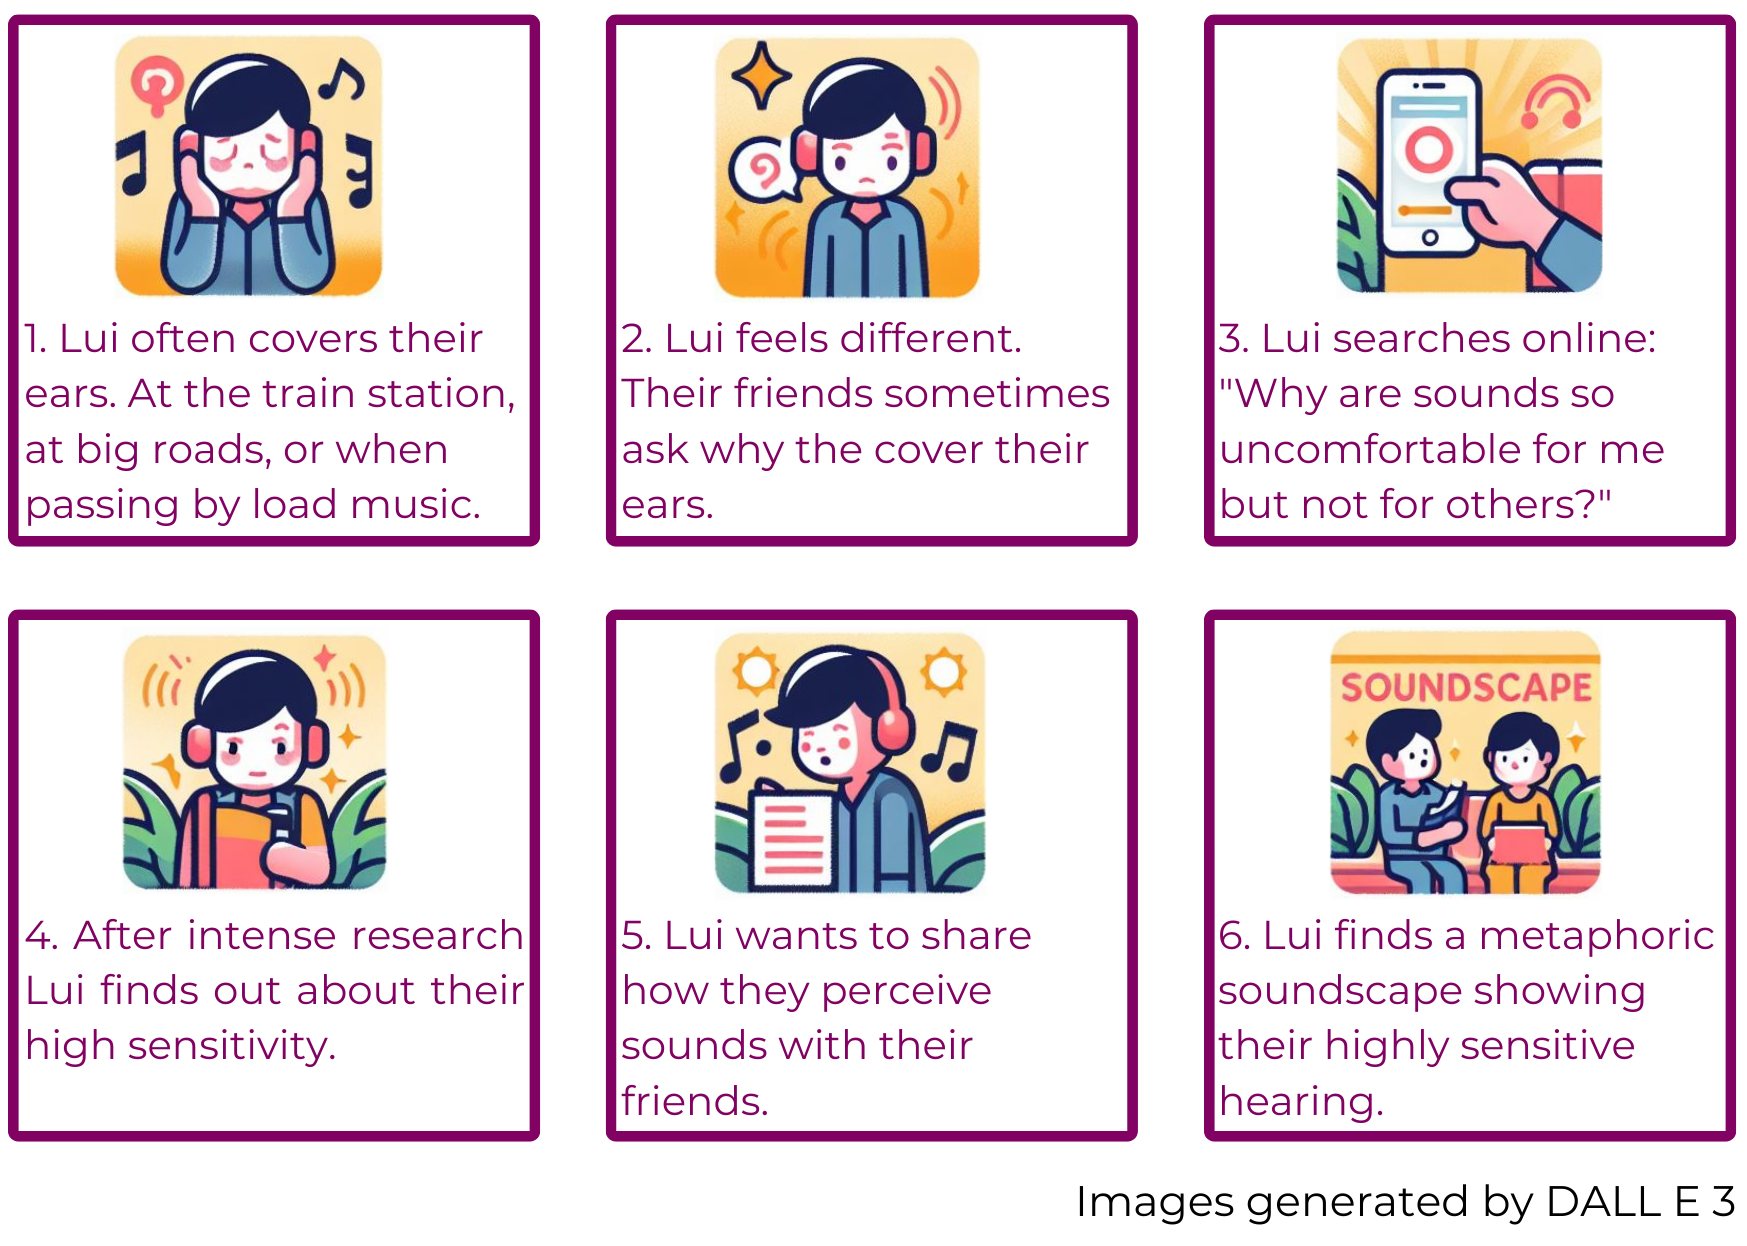 1. Lui often covers their
ears. At the train station,
at big roads, or when
passing by load music.
2. Lui feels different.
Their friends sometimes
ask why the cover their
ears.
3. Lui searches online:
"Why are sounds so
uncomfortable for me
but not for others?"
4. After intense research
Lui finds out about their
high sensitivity.
5. Lui wants to share
how they perceive
sounds with their
friends.
SOUNDSCAPE
6. Lui finds a metaphoric
soundscape showing
their highly sensitive
hearing.
Images generated by DALL E 3